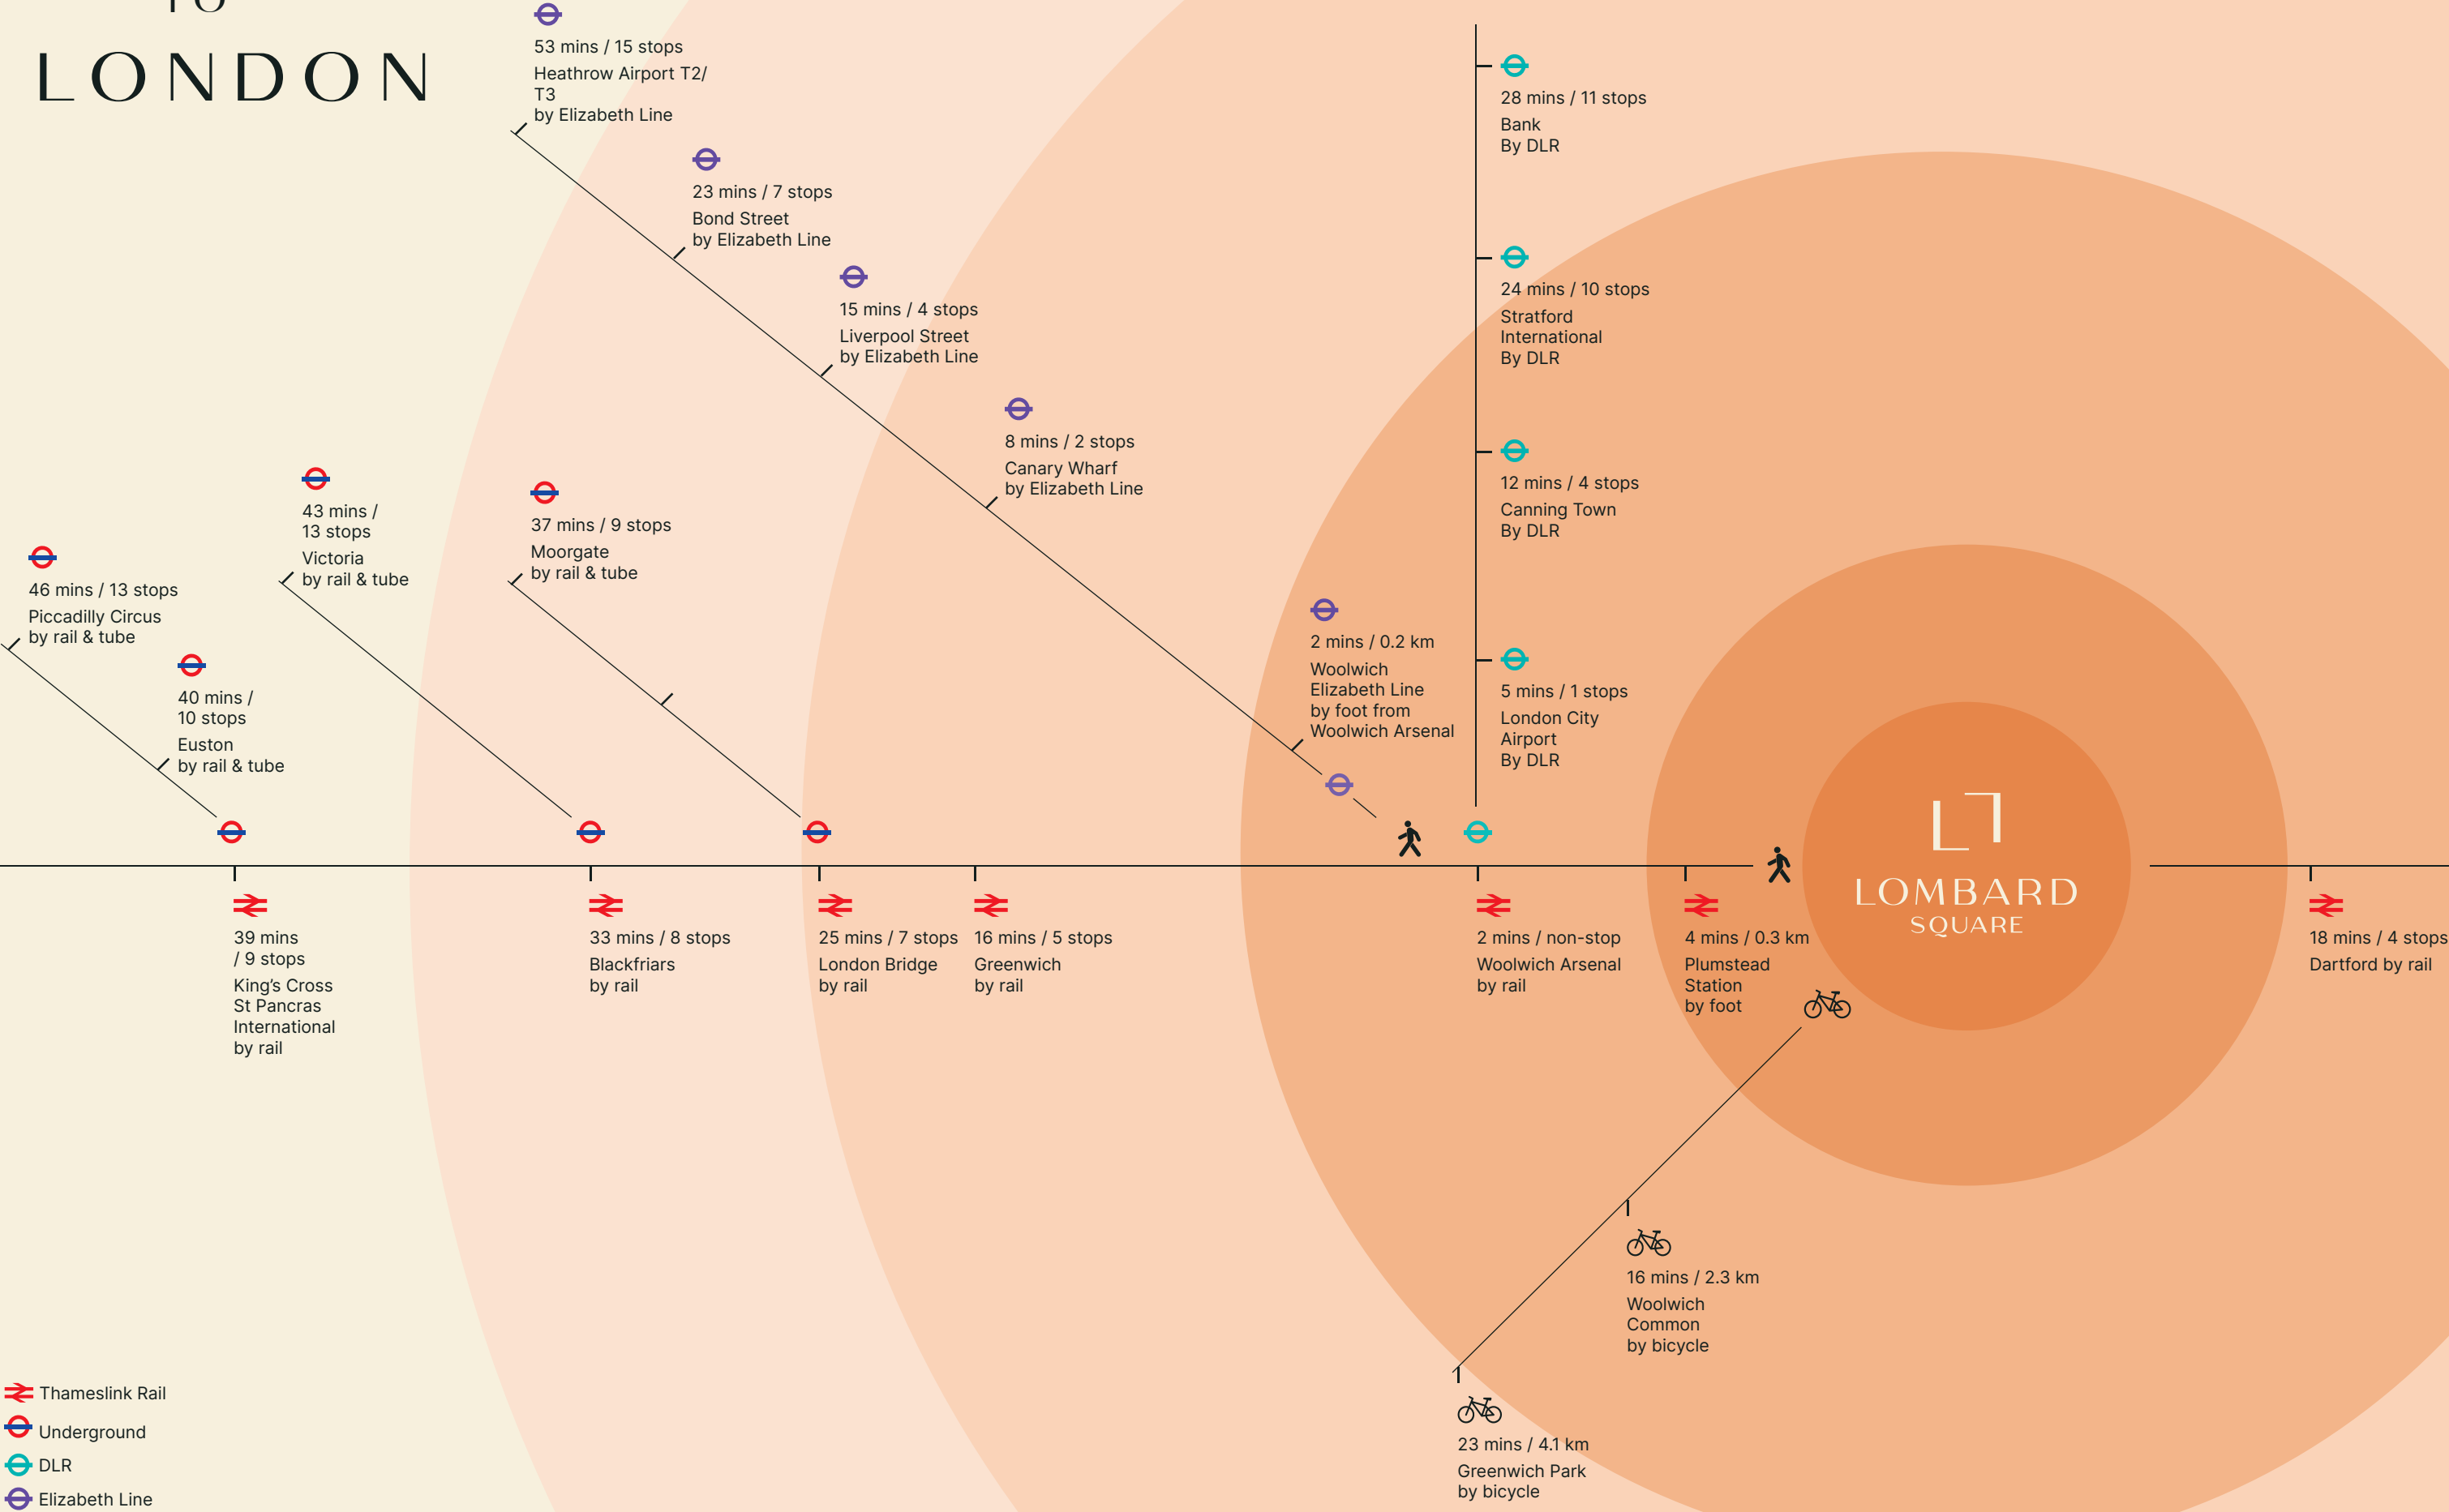 TO
LONDON
53 mins / 15 stops
Heathrow Airport T2/
T3
by Elizabeth Line
23 mins / 7 stops
Bond Street
by Elizabeth Line
15 mins / 4 stops
Liverpool Street
by Elizabeth Line
8 mins / 2 stops
Canary Wharf
by Elizabeth Line
2 mins / 0.2 km
Woolwich
Elizabeth Line
by foot from
Woolwich Arsenal
28 mins / 11 stops
Bank
By DLR
24 mins / 10 stops
Stratford
International
By DLR
12 mins / 4 stops
Canning Town
By DLR
5 mins / 1 stops
London City
Airport
By DLR
46 mins / 13 stops
Piccadilly Circus
by rail & tube
40 mins /
10 stops
Euston
by rail & tube
43 mins /
13 stops
Victoria
by rail & tube
37 mins / 9 stops
Moorgate
by rail & tube
39 mins
/ 9 stops
King’s Cross
St Pancras
International
by rail
33 mins / 8 stops
Blackfriars
by rail
25 mins / 7 stops
London Bridge
by rail
16 mins / 5 stops
Greenwich
by rail
2 mins / non-stop
Woolwich Arsenal
by rail
4 mins / 0.3 km
Plumstead
Station
by foot
LOMBARD
SQUARE
18 mins / 4 stops
Dartford by rail
16 mins / 2.3 km
Woolwich
Common
by bicycle
23 mins / 4.1 km
Greenwich Park
by bicycle
Thameslink Rail
Underground
DLR
Elizabeth Line